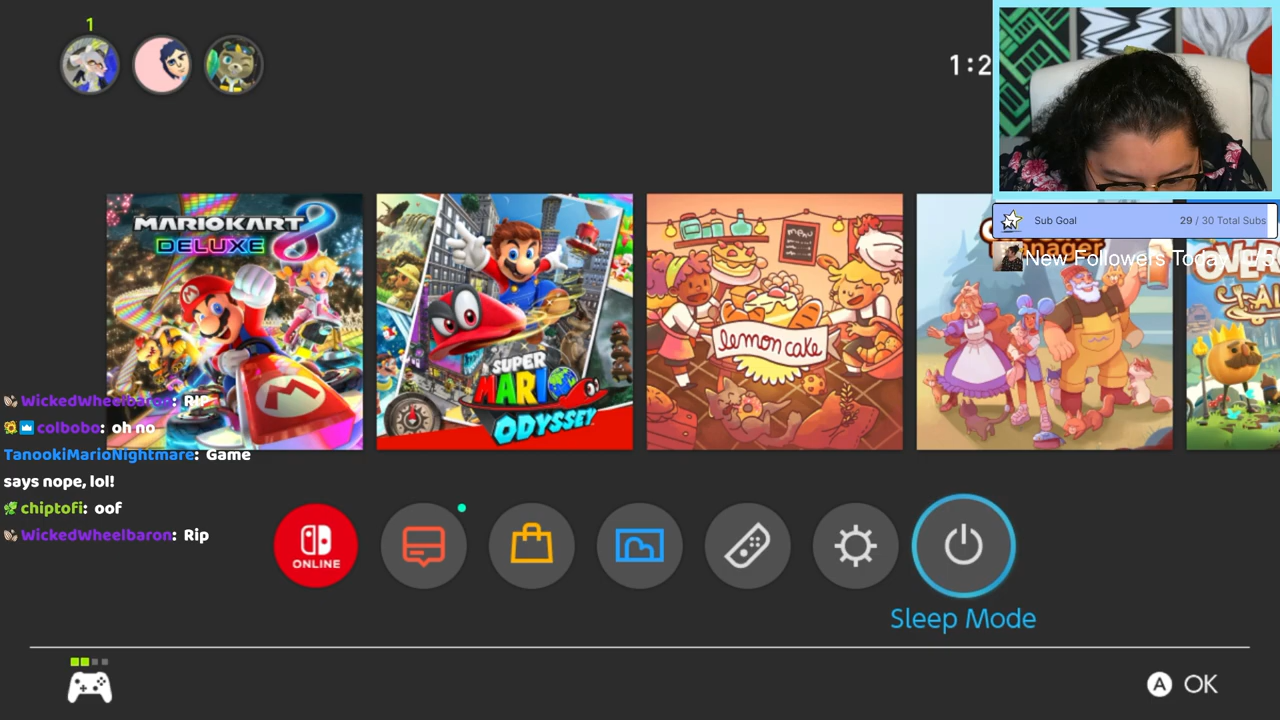 1
1:2
Sub Goal
29 / 30 Total Subs
New Followers Today
MARIOKART 8
DELUXE
SUPER
MARIO
ODYSSEY
menu
lemon cake
WickedWheelbaron: RIP
colbobo: oh no
TanookiMarioNightmare: Game
says nope, lol!
chiptofi: oof
WickedWheelbaron: Rip
ONLINE
Sleep Mode
A OK